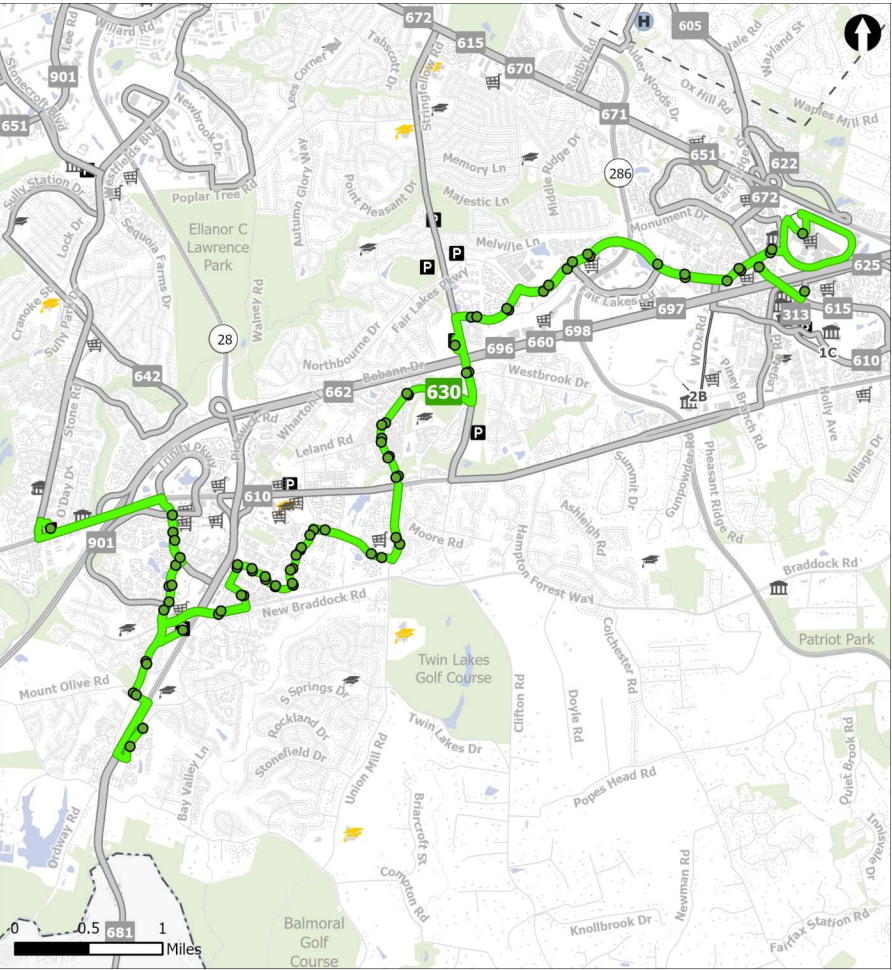 672
605
615
H
Lee Rd
Willard Rd
901
Lees Corner
Tabscott Dr
Stringfellow Rd
670
Rugby Rd
Alder Woods Dr
Vale Rd
Wayland St
Stonecroft Blvd
Newbrook Dr
Ox Hill Rd
Waples Mill Rd
651
671
651
622
Autumn Glory Way
Memory Ln
Middle Ridge Dr
286
Sully Station Dr
Poplar Tree Rd
Point Pleasant Dr
Majestic Ln
672
Lock Dr
Sequoia Farms Dr
Ellanor C
Lawrence
Park
P
Monument Dr
Melville Ln
P
P
625
Cranoke St
Sully Park Dr
Walney Rd
Fair Lakes Pkwy
Fair Lakes
697
313
615
28
Northbourne Dr
698
W Ox Rd
Legato Rd
1C
610
642
696
660
Bobann Dr
Westbrook Dr
662
630
2B
Piney Branch Rd
Holly Ave
Stone Rd
Wharton
Leland Rd
P
Trinity Pkwy
Village Dr
O'Day Dr
610
P
Summit Dr
Gunpowder Rd
Pheasant Ridge Rd
901
Moore Rd
Ashleigh Rd
Hampton Forest Way
Braddock Rd
New Braddock Rd
Colchester Rd
Patriot Park
Twin Lakes
Golf Course
Mount Olive Rd
S Springs Dr
Clifton Rd
Doyle Rd
Rockland Dr
Twin Lakes Dr
Stonefield Dr
Quiet Brook Rd
Bay Valley Ln
Union Mill Rd
Popes Head Rd
Ordway Rd
Briarcroft St
Innisvale Dr
Compton Rd
Newman Rd
0 0.5 1
Miles
681
Balmoral
Golf
Course
Knollbrook Dr
Fairfax Station Rd